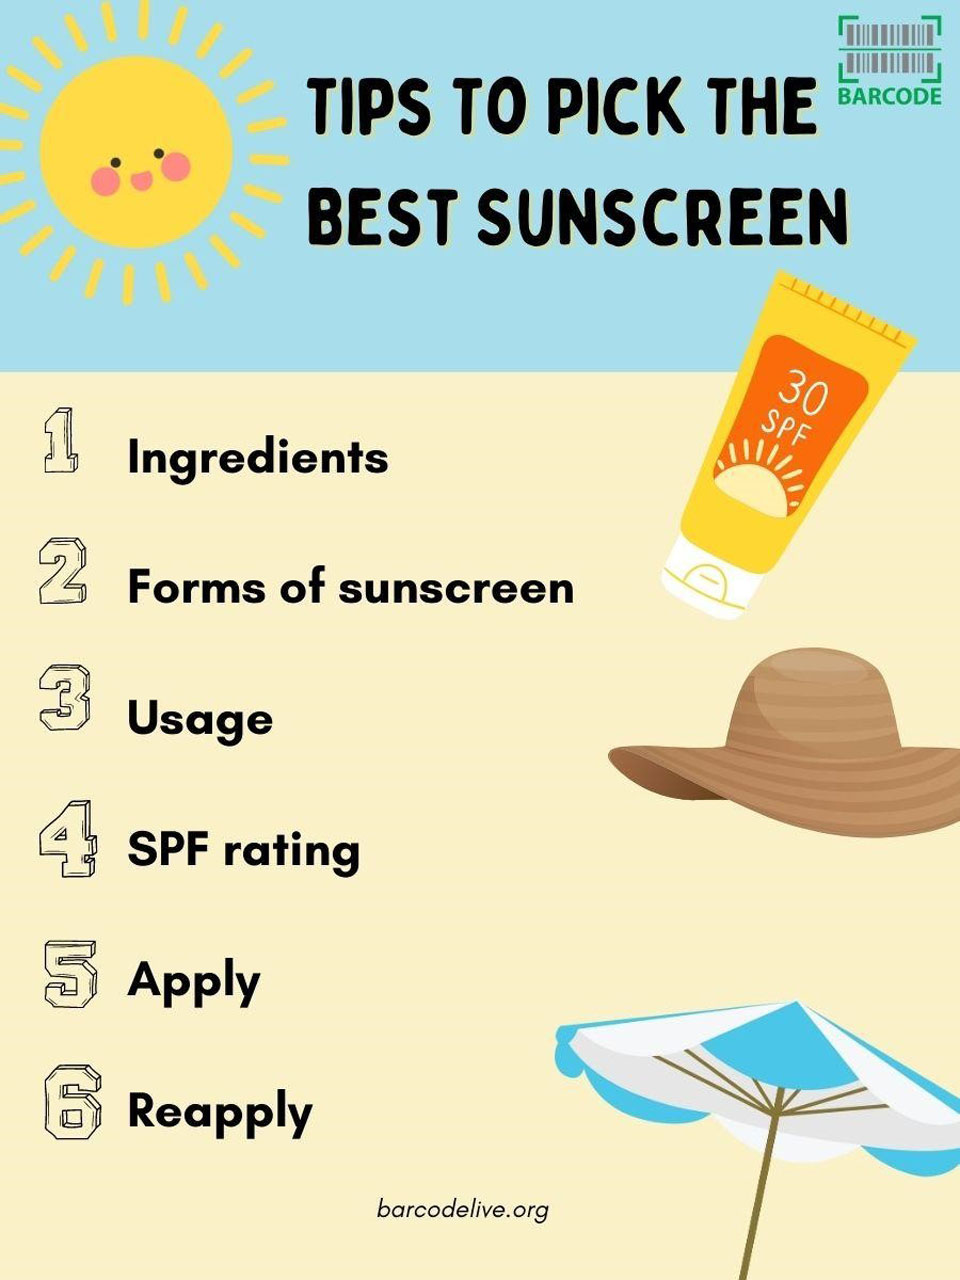 BARCODE
TIPS TO PICK THE
BEST SUNSCREEN
30
SPF
1 Ingredients
2 Forms of sunscreen
3 Usage
4 SPF rating
5 Apply
6 Reapply
barcodelive.org